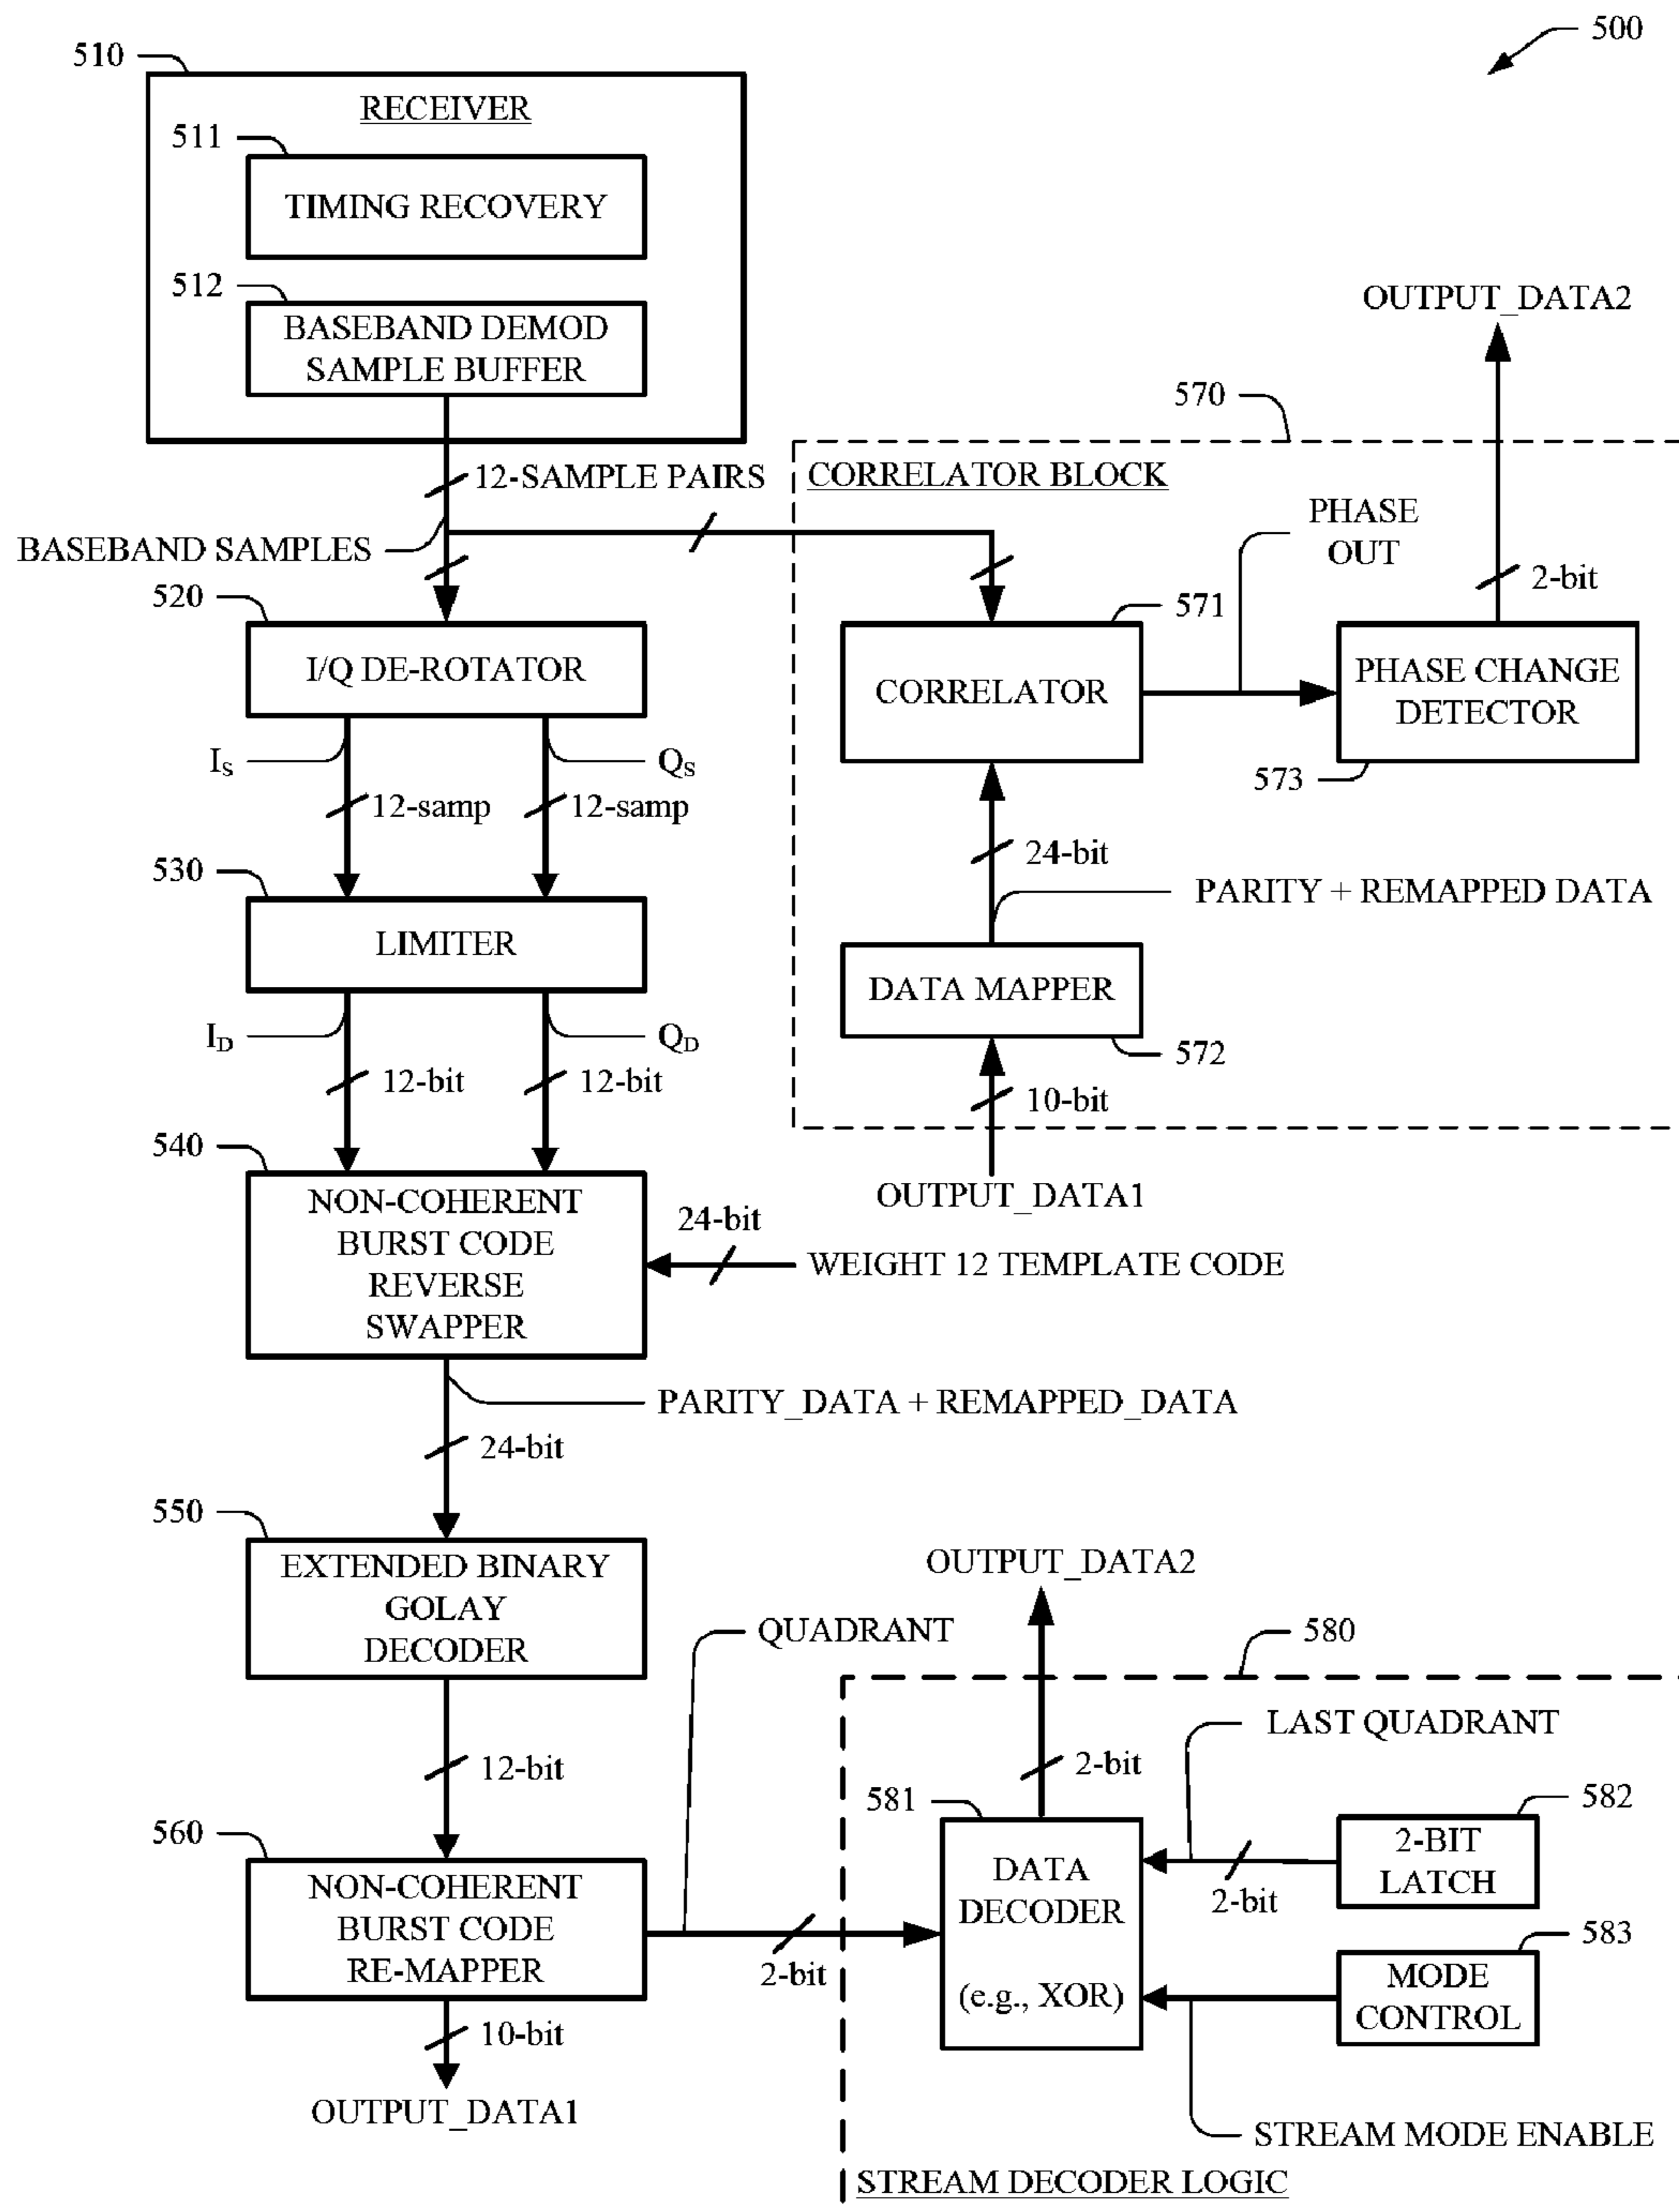 500
510
RECEIVER
511
TIMING RECOVERY
512
BASEBAND DEMOD
SAMPLE BUFFER
OUTPUT_DATA2
570
12-SAMPLE PAIRS
CORRELATOR BLOCK
BASEBAND SAMPLES
PHASE
OUT
2-bit
520
I/Q DE-ROTATOR
571
CORRELATOR
PHASE CHANGE
DETECTOR
573
IS
QS
12-samp
12-samp
24-bit
530
LIMITER
PARITY + REMAPPED DATA
DATA MAPPER
572
ID
QD
12-bit
12-bit
10-bit
OUTPUT_DATA1
540
NON-COHERENT
BURST CODE
REVERSE
SWAPPER
24-bit
WEIGHT 12 TEMPLATE CODE
PARITY_DATA + REMAPPED_DATA
24-bit
550
EXTENDED BINARY
GOLAY
DECODER
OUTPUT_DATA2
QUADRANT
580
LAST QUADRANT
12-bit
2-bit
560
NON-COHERENT
BURST CODE
RE-MAPPER
581
DATA
DECODER
(e.g., XOR)
582
2-BIT
LATCH
2-bit
2-bit
583
MODE
CONTROL
10-bit
OUTPUT_DATA1
STREAM MODE ENABLE
STREAM DECODER LOGIC